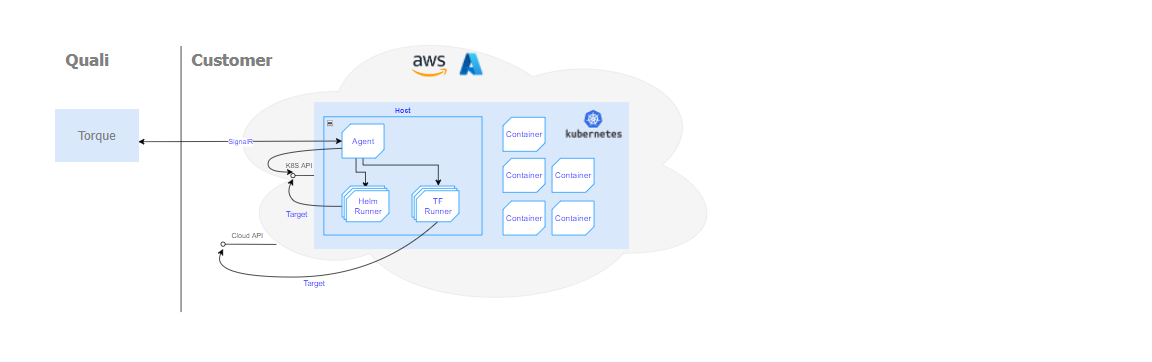 Quali
Customer
aws
Host
kubernetes
Torque
SignalR
Agent
Container
K8S API
Container
Container
Helm
Runner
TF
Runner
Target
Container
Container
Cloud API
Target